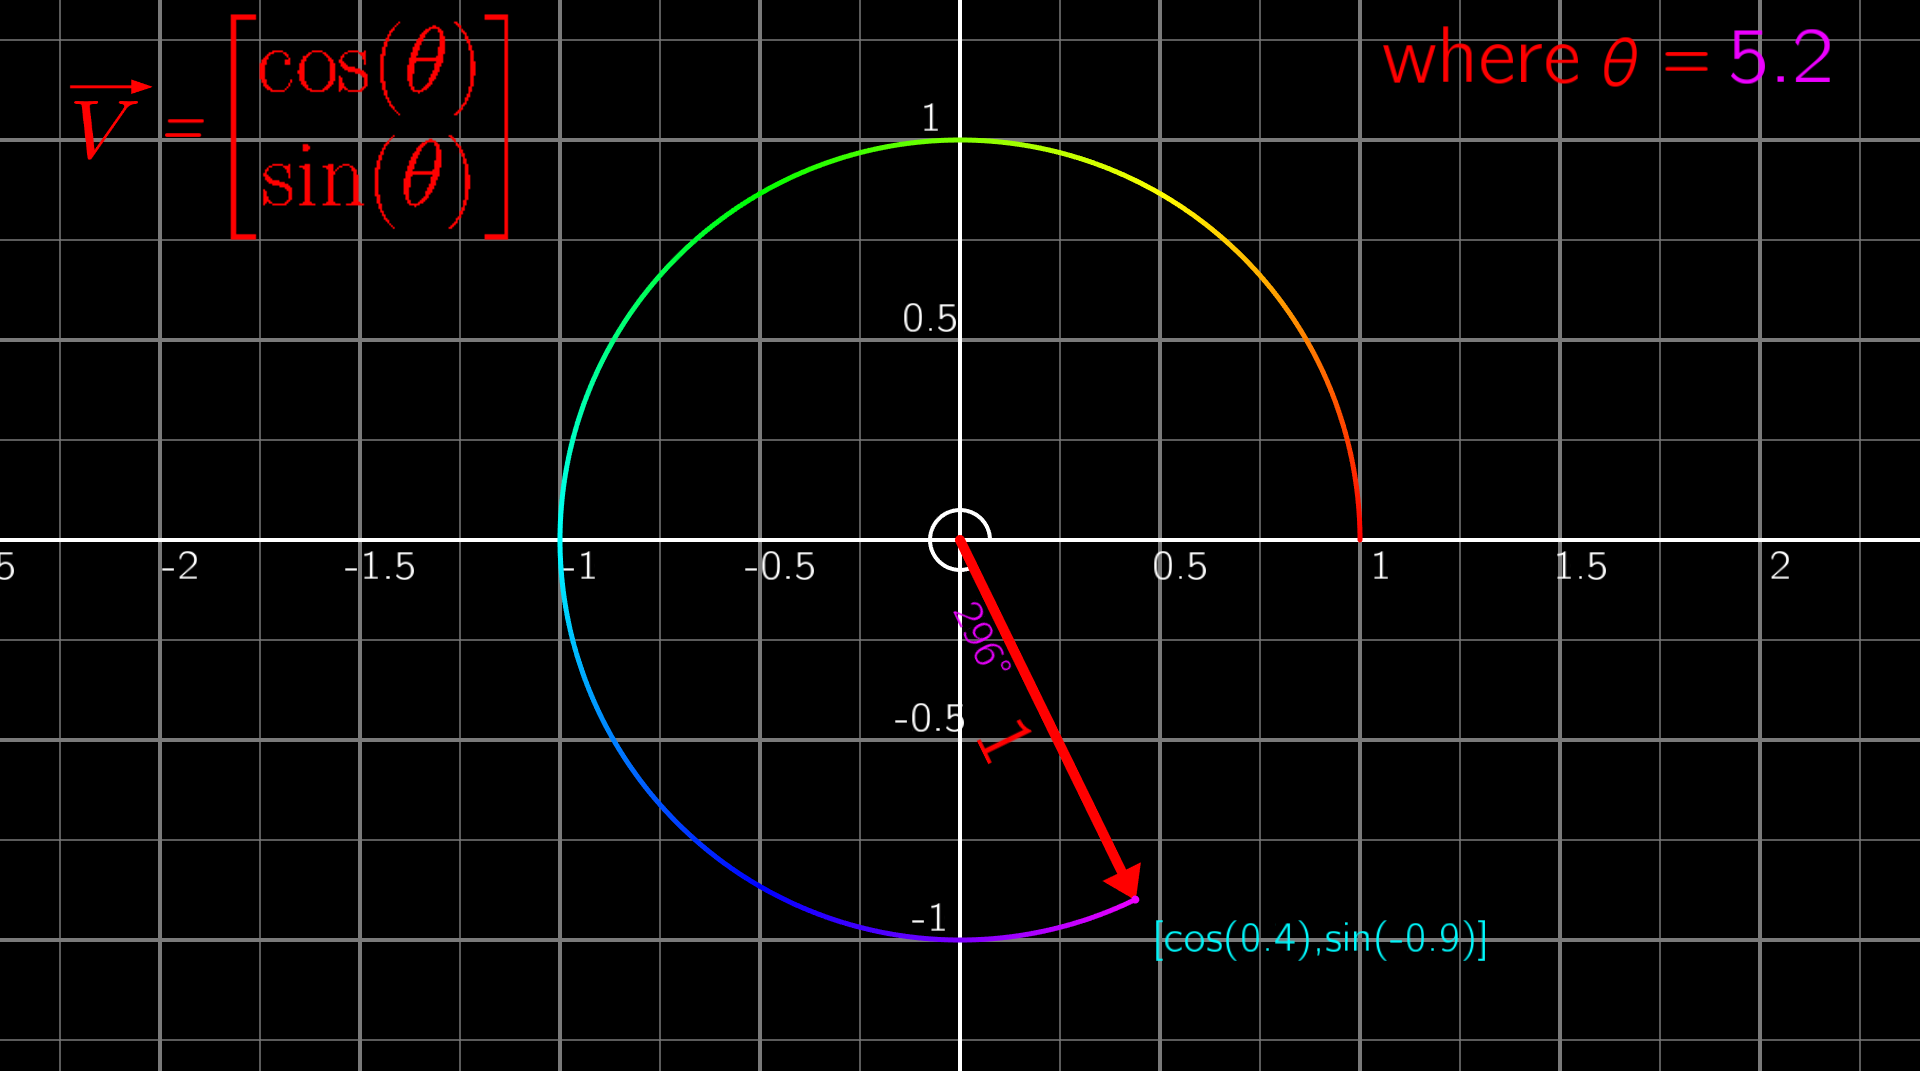 V = [cos(θ)
sin(θ)]
where θ = 5.2
1
0.5
5 -2 -1.5 -1 -0.5 0.5 1 1.5 2
296°
-0.5
1
-1
[cos(0.4),sin(-0.9)]